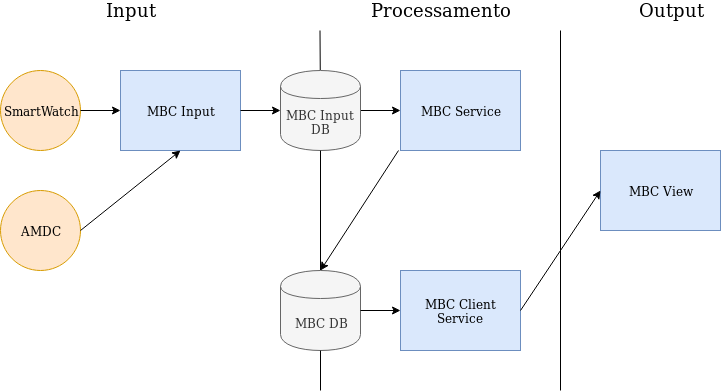 Input
Processamento
Output
SmartWatch
MBC Input
MBC Input
DB
MBC Service
MBC View
AMDC
MBC DB
MBC Client
Service